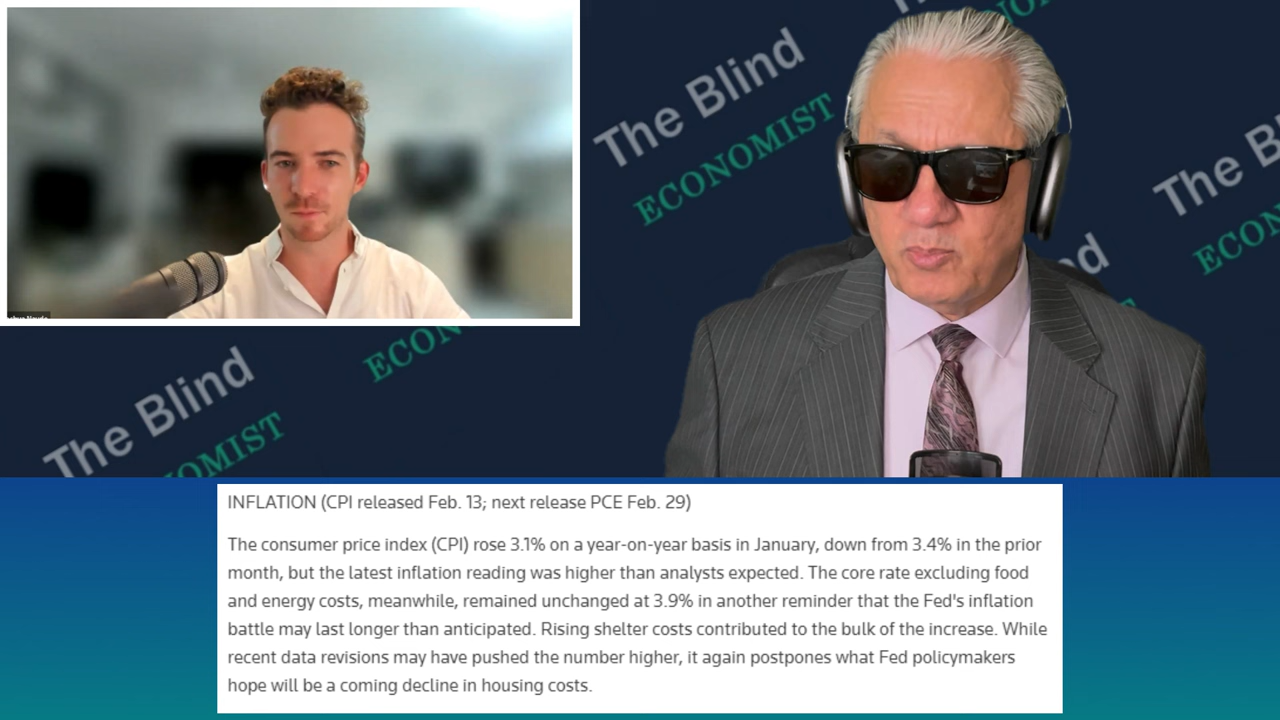 The Blind
ECONOMIST
The B
ECONO
nd
ECON
The Blind
NOMIST
INFLATION (CPI released Feb. 13; next release PCE Feb. 29)
The consumer price index (CPI) rose 3.1% on a year-on-year basis in January, down from 3.4% in the prior
month, but the latest inflation reading was higher than analysts expected. The core rate excluding food
and energy costs, meanwhile, remained unchanged at 3.9% in another reminder that the Fed's inflation
battle may last longer than anticipated. Rising shelter costs contributed to the bulk of the increase. While
recent data revisions may have pushed the number higher, it again postpones what Fed policymakers
hope will be a coming decline in housing costs.